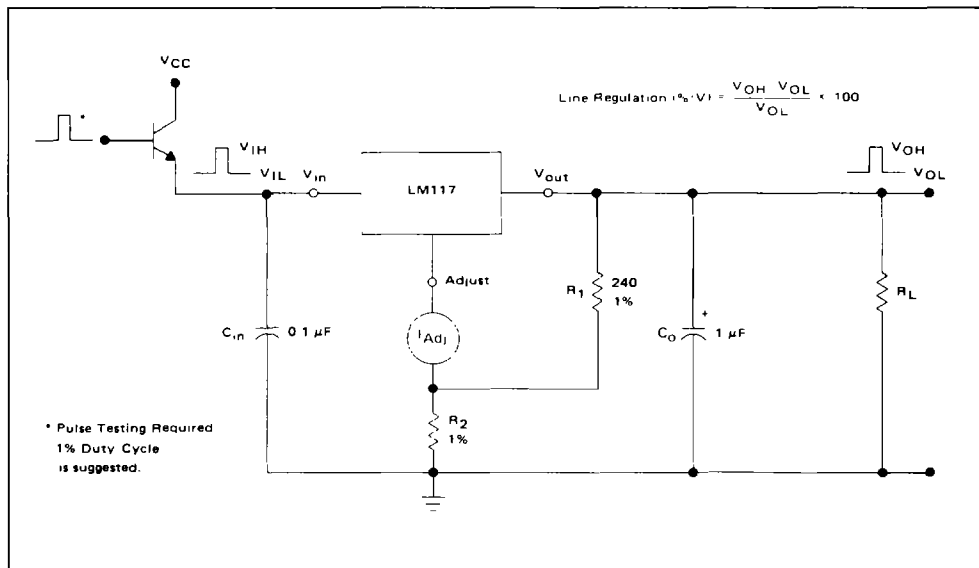 VCC
Line Regulation (%/V) = VOH VOL / VOL × 100
*
VIH
VIL
Vin
LM117
Vout
VOH
VOL
Adjust
R1
240
1%
RL
Cin
0 1 μF
IAdj
+
CO
1 μF
R2
1%
* Pulse Testing Required
1% Duty Cycle
is suggested.